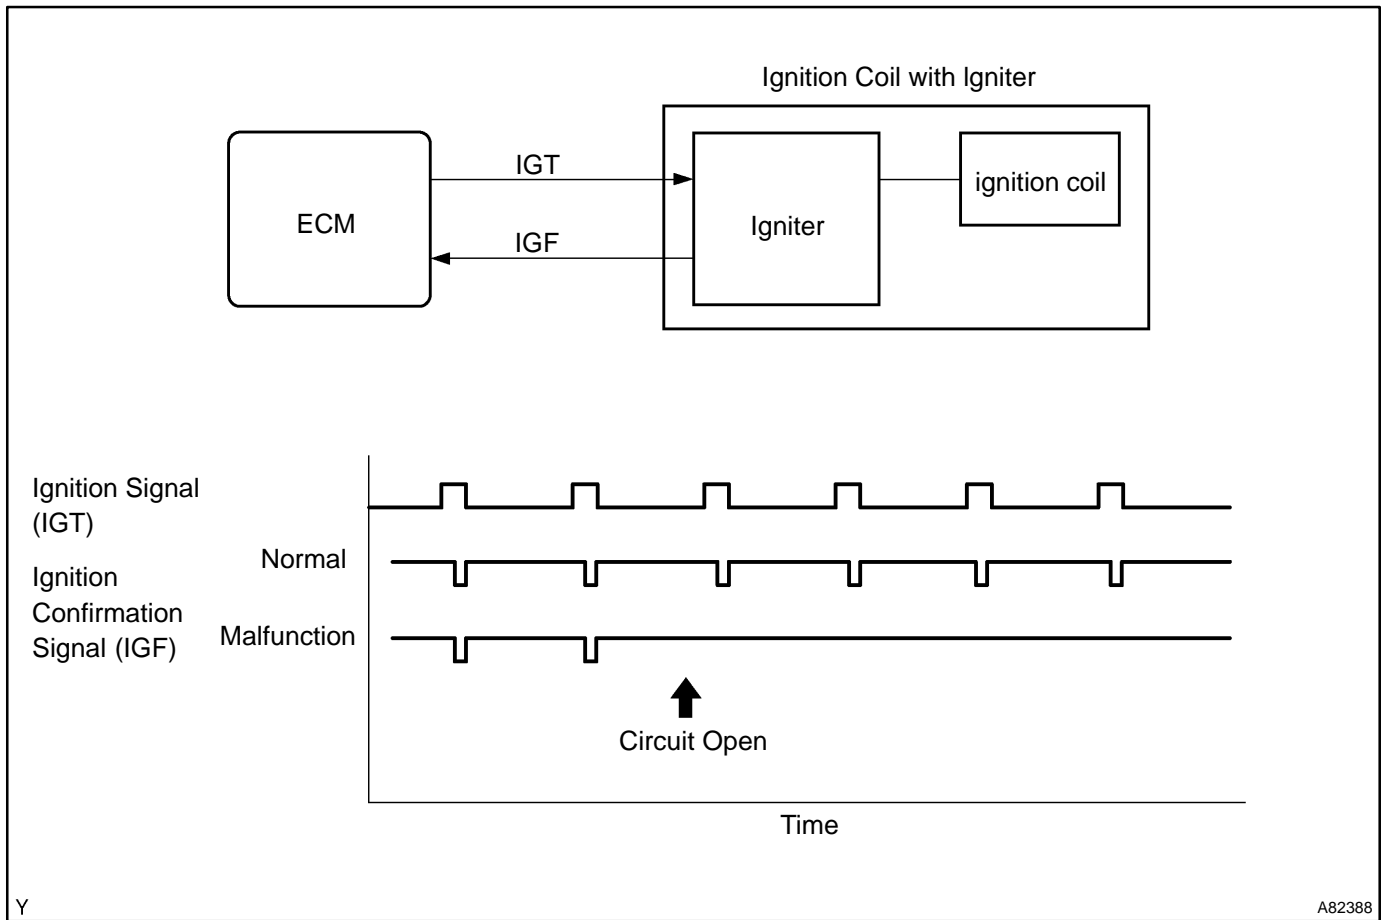 Ignition Coil with Igniter
ECM
IGT
IGF
Igniter
ignition coil
Ignition Signal
(IGT)
Normal
Ignition
Confirmation
Signal (IGF)
Malfunction
Circuit Open
Time
Y
A82388